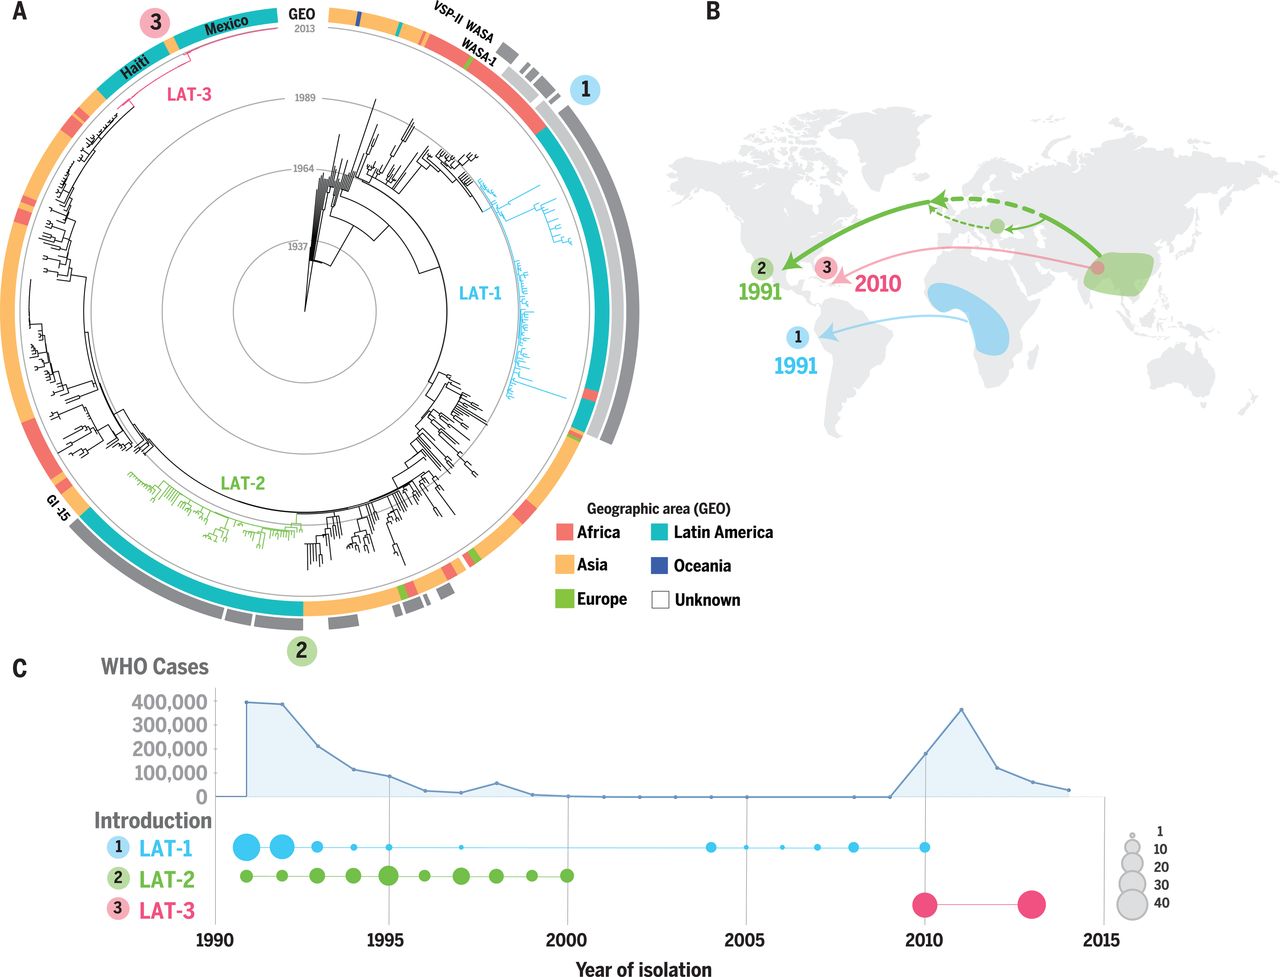 A
3
Mexico
Haiti
GEO
2013
1989
1964
1937
VSP-II WASA
WASA-1
1
LAT-3
LAT-1
LAT-2
GI -15
2
Geographic area (GEO)
Africa
Latin America
Asia
Oceania
Europe
Unknown
B
2
1991
3
2010
1
1991
C
WHO Cases
400,000
300,000
200,000
100,000
0
Introduction
1 LAT-1
2 LAT-2
3 LAT-3
1
10
20
30
40
1990 1995 2000 2005 2010 2015
Year of isolation